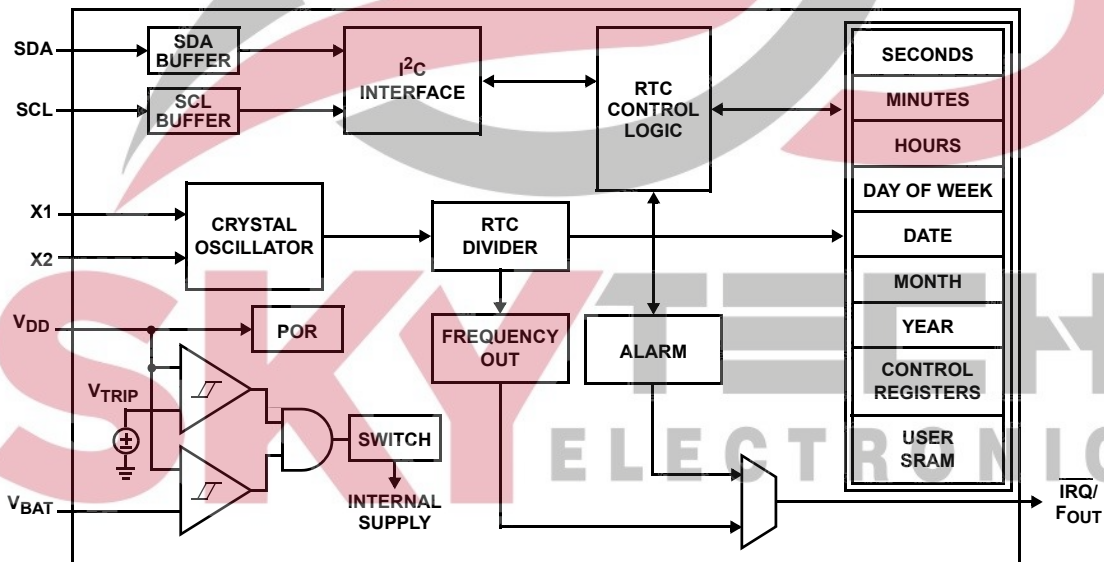 SDA
SDA
BUFFER
SCL
SCL
BUFFER
I²C
INTERFACE
RTC
CONTROL
LOGIC
SECONDS
MINUTES
HOURS
DAY OF WEEK
DATE
MONTH
YEAR
CONTROL
REGISTERS
USER
SRAM
X1
X2
CRYSTAL
OSCILLATOR
RTC
DIVIDER
VDD
POR
FREQUENCY
OUT
ALARM
VTRIP
SWITCH
INTERNAL
SUPPLY
VBAT
IRQ/
FOUT
SKYTECH
ELECTRONIC